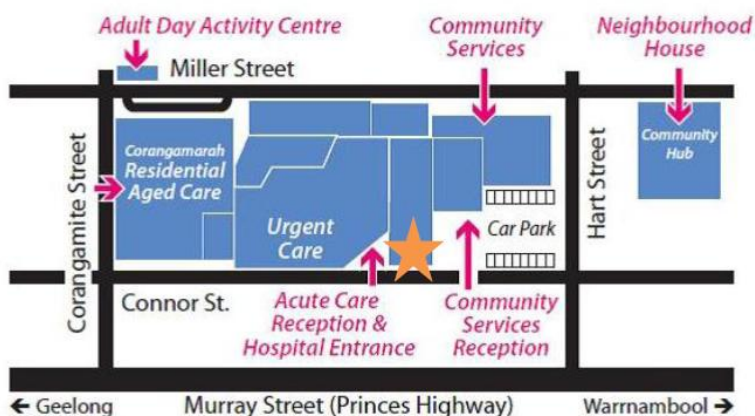 Adult Day Activity Centre
Community
Services
Neighbourhood
House
Miller Street
Corangamite Street
Corangamarah
Residential
Aged Care
Urgent
Care
Community
Hub
Car Park
Hart Street
Connor St.
Acute Care
Reception &
Hospital Entrance
Community
Services
Reception
← Geelong
Murray Street (Princes Highway)
Warrnambool →